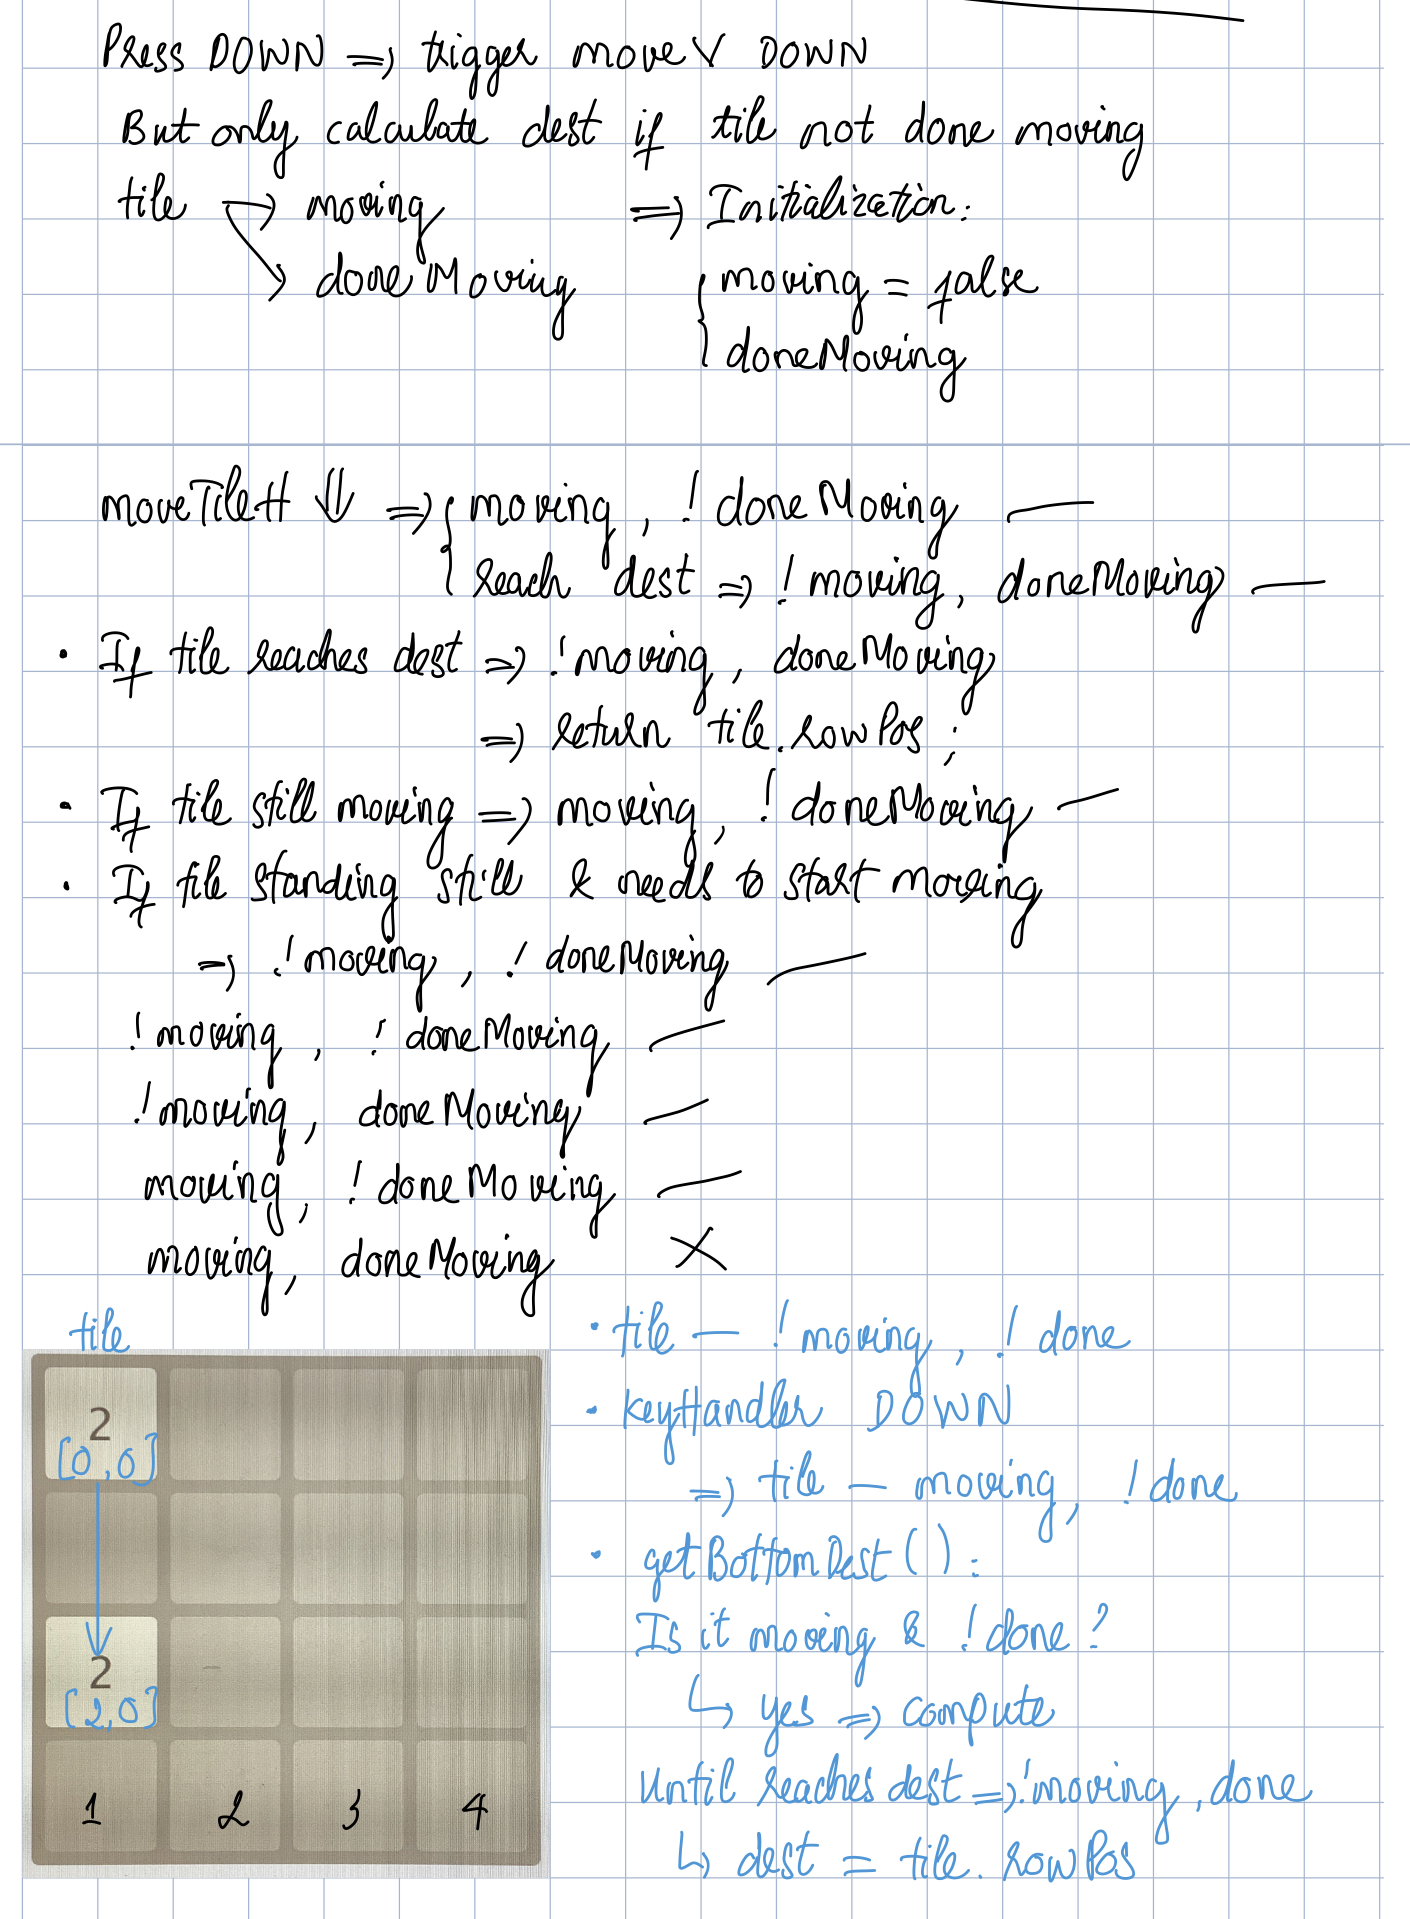 Press DOWN => trigger moveV DOWN
But only calculate dest if tile not done moving
tile → moving => Initialization:
→ doneMoving { moving = false
doneMoving
moveTileH ⇓ => { moving, ! doneMoving —
reach dest => ! moving, doneMoving —
• If tile reaches dest => !moving, doneMoving
=> return tile.rowPos;
• If tile still moving => moving, ! doneMoving —
• If tile standing still & needs to start moving
=> !moving, ! doneMoving —
!moving, ! doneMoving —
!moving, doneMoving —
moving, ! doneMoving —
moving, doneMoving X
tile
2
[0,0]
2
[2,0]
1 2 3 4
• tile — ! moving, ! done
• keyHandler DOWN
=> tile — moving, ! done
• getBottomDest():
Is it moving & !done?
↳ yes => compute
Until reaches dest => !moving, done
↳ dest = tile.rowPos